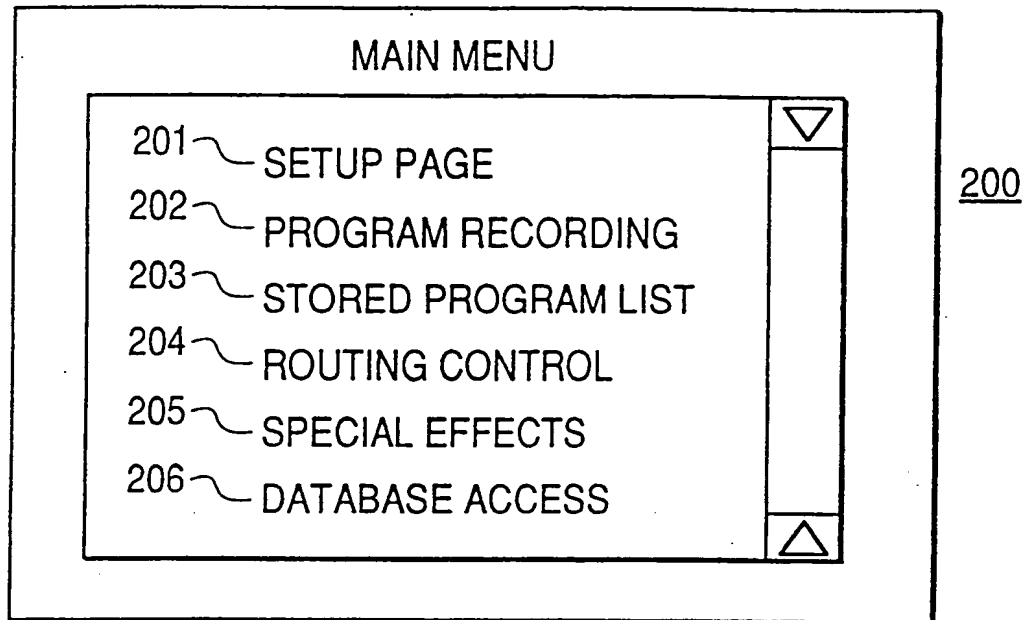 MAIN MENU
201 SETUP PAGE
200
202 PROGRAM RECORDING
203 STORED PROGRAM LIST
204 ROUTING CONTROL
205 SPECIAL EFFECTS
206 DATABASE ACCESS